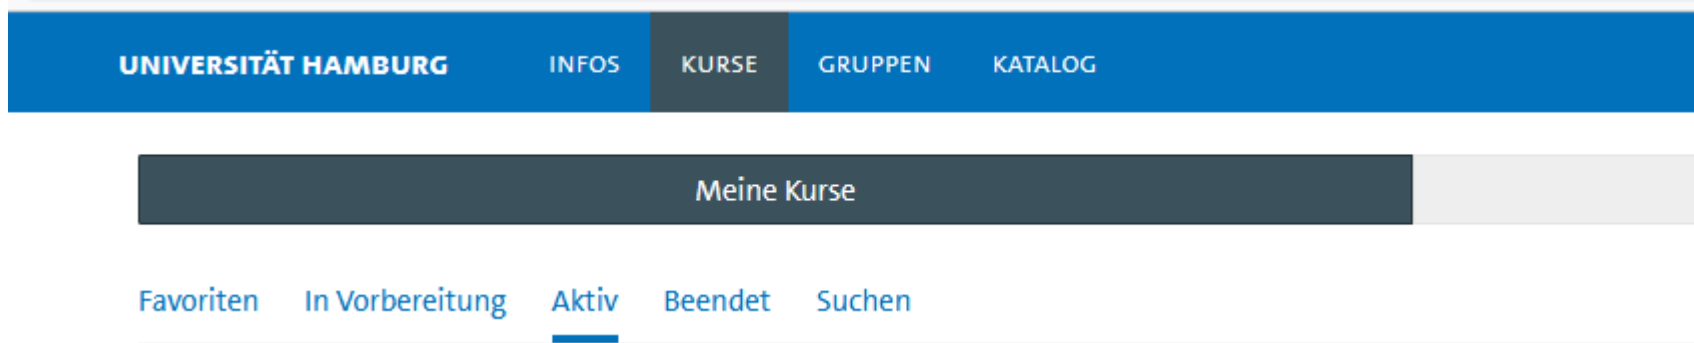 UNIVERSITÄT HAMBURG INFOS KURSE GRUPPEN KATALOG
Meine Kurse
Favoriten In Vorbereitung Aktiv Beendet Suchen